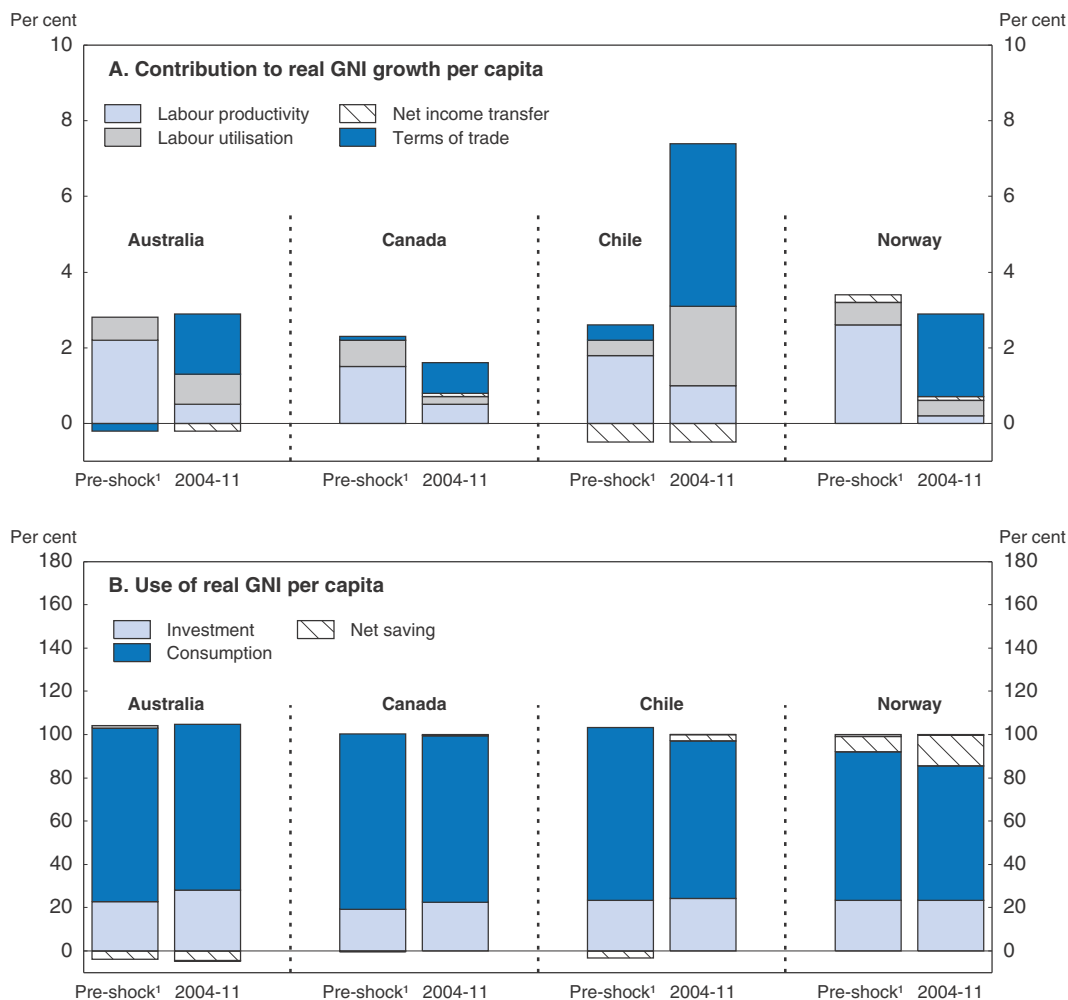 Per cent Per cent
10 10
A. Contribution to real GNI growth per capita
Labour productivity Net income transfer
8 8
Labour utilisation Terms of trade
6 6
Australia Canada Chile Norway
4 4
2 2
0 0
Pre-shock¹ 2004-11 Pre-shock¹ 2004-11 Pre-shock¹ 2004-11 Pre-shock¹ 2004-11
Per cent Per cent
180 180
B. Use of real GNI per capita
160 160
Investment Net saving
140 140
Consumption
120 120
Australia Canada Chile Norway
100 100
80 80
60 60
40 40
20 20
0 0
Pre-shock¹ 2004-11 Pre-shock¹ 2004-11 Pre-shock¹ 2004-11 Pre-shock¹ 2004-11